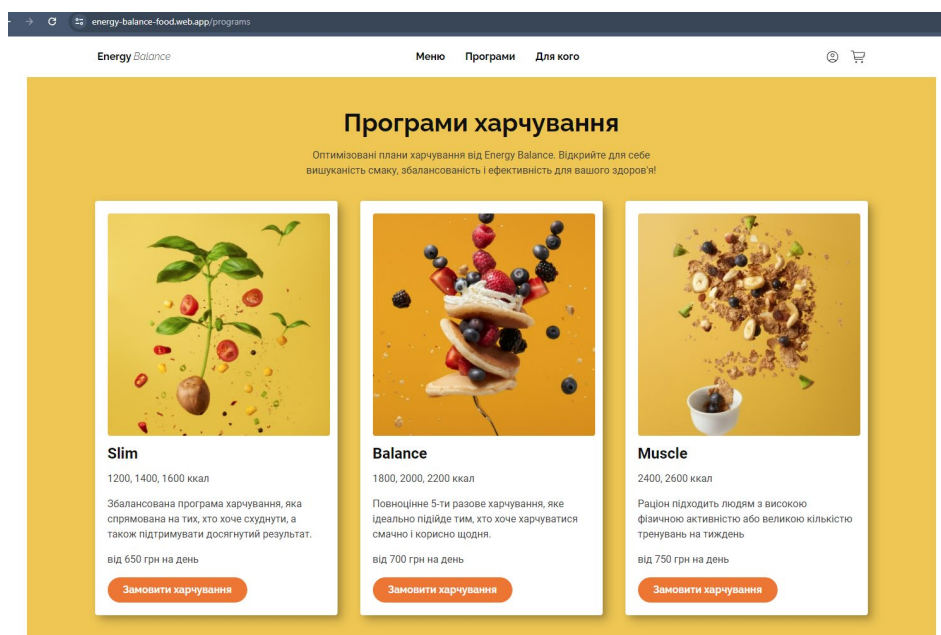 energy-balance-food.web.app/programs
Energy Balance
Меню Програми Для кого
Програми харчування
Оптимізовані плани харчування від Energy Balance. Відкрийте для себе
вишуканість смаку, збалансованість і ефективність для вашого здоров'я!
Slim
1200, 1400, 1600 ккал
Збалансована програма харчування, яка
спрямована на тих, хто хоче схуднути, а
також підтримувати досягнутий результат.
від 650 грн на день
Замовити харчування
Balance
1800, 2000, 2200 ккал
Повноцінне 5-ти разове харчування, яке
ідеально підійде тим, хто хоче харчуватися
смачно і корисно щодня.
від 700 грн на день
Замовити харчування
Muscle
2400, 2600 ккал
Раціон підходить людям з високою
фізичною активністю або великою кількістю
тренувань на тиждень
від 750 грн на день
Замовити харчування